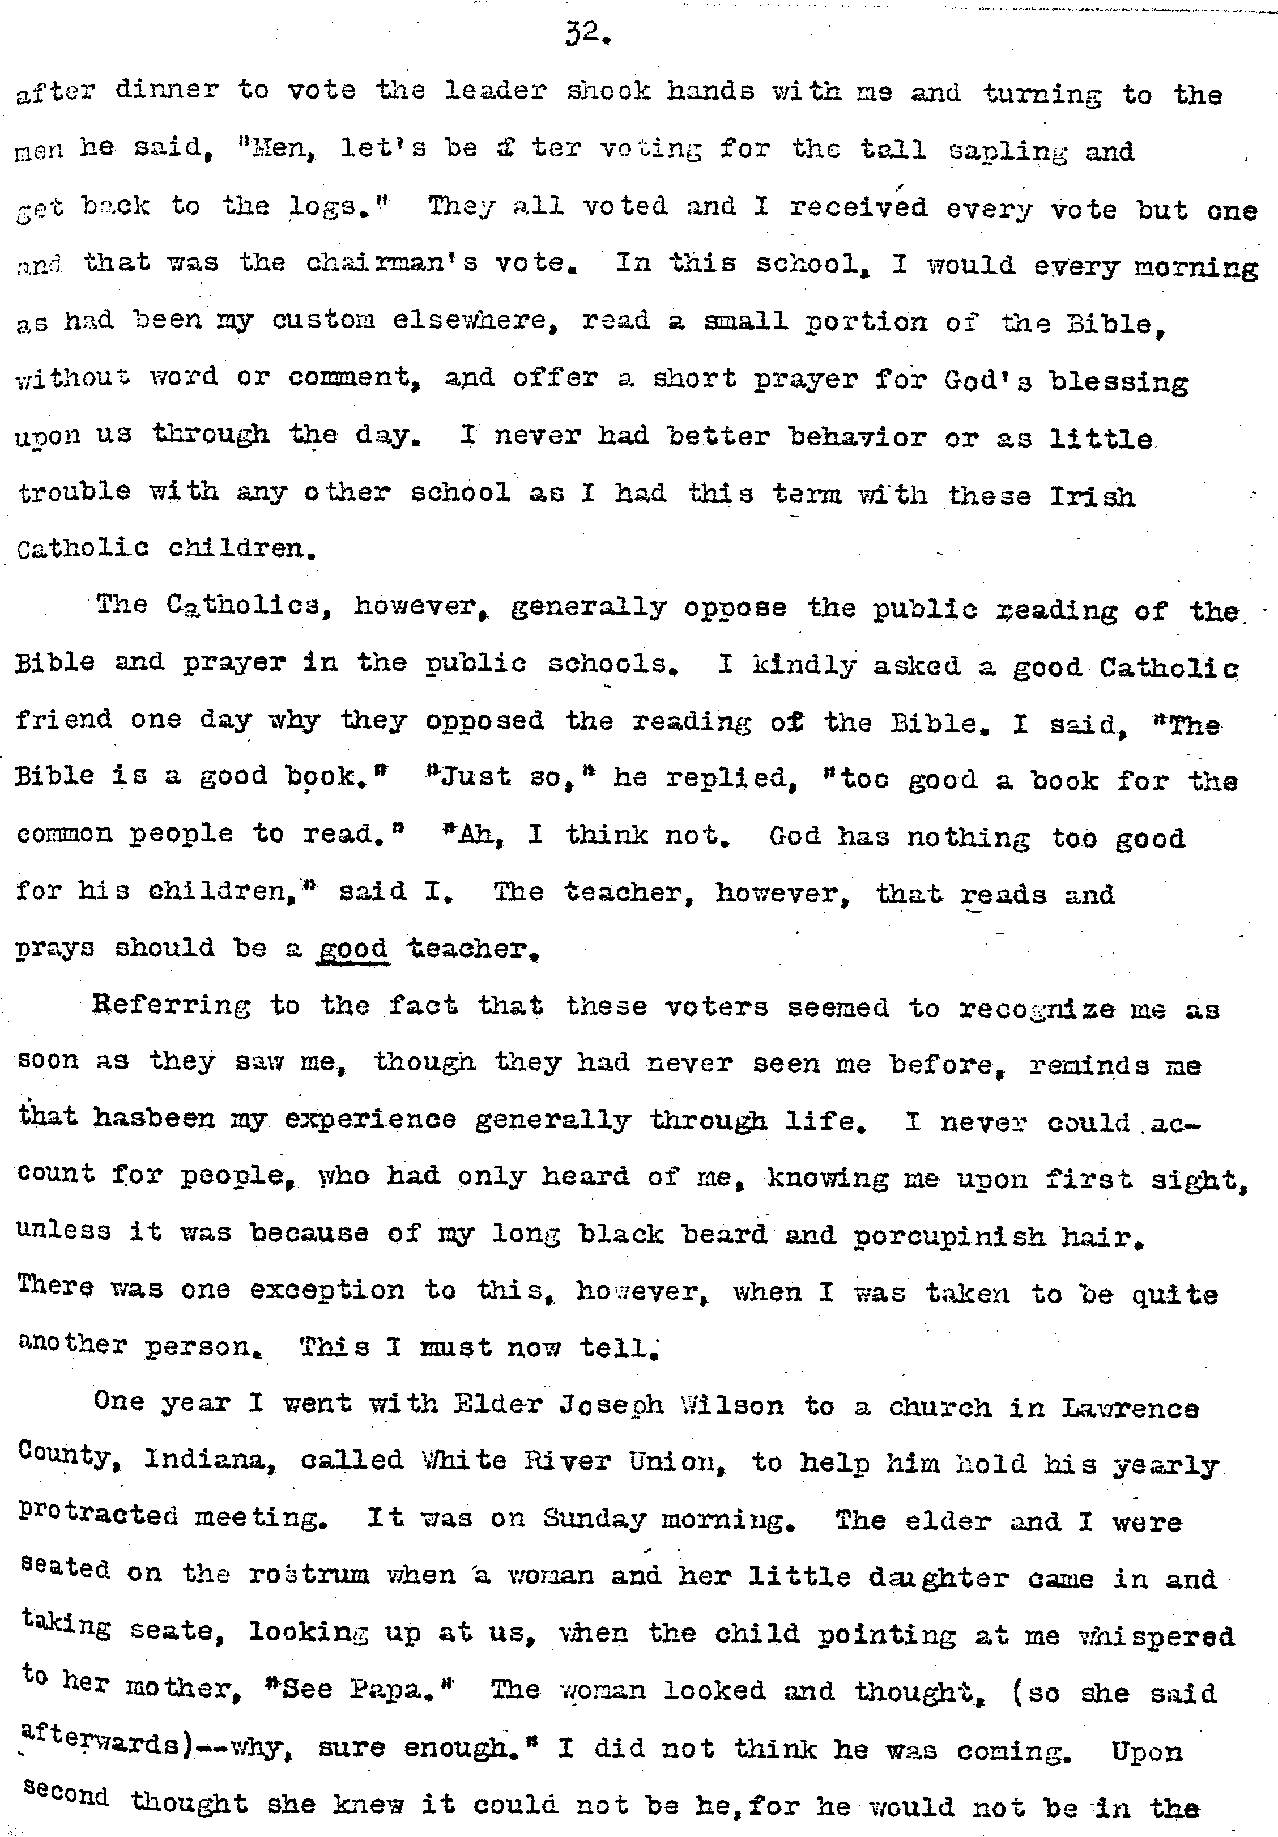 32.
after dinner to vote the leader shook hands with me and turning to the
men he said, "Men, let's be af ter voting for the tall sapling and
get back to the logs."  They all voted and I received every vote but one
and that was the chairman's vote.  In this school, I would every morning
as had been my custom elsewhere, read a small portion of the Bible,
without word or comment, and offer a short prayer for God's blessing
upon us through the day.  I never had better behavior or as little
trouble with any other school as I had this term with these Irish
Catholic children.
The Catholics, however, generally oppose the public reading of the
Bible and prayer in the public schools.  I kindly asked a good Catholic
friend one day why they opposed the reading of the Bible. I said, "The
Bible is a good book."  "Just so," he replied, "too good a book for the
common people to read."  "Ah, I think not.  God has nothing too good
for his children," said I.  The teacher, however, that reads and
prays should be a good teacher.
Referring to the fact that these voters seemed to recognize me as
soon as they saw me, though they had never seen me before, reminds me
that hasbeen my experience generally through life.  I never could ac-
count for people, who had only heard of me, knowing me upon first sight,
unless it was because of my long black beard and porcupinish hair.
There was one exception to this, however, when I was taken to be quite
another person.  This I must now tell.
One year I went with Elder Joseph Wilson to a church in Lawrence
County, Indiana, called White River Union, to help him hold his yearly
protracted meeting.  It was on Sunday morning.  The elder and I were
seated on the rostrum when a woman and her little daughter came in and
taking seats, looking up at us, when the child pointing at me whispered
to her mother, "See Papa."  The woman looked and thought, (so she said
afterwards)--why, sure enough." I did not think he was coming.  Upon
second thought she knew it could not be he,for he would not be in the